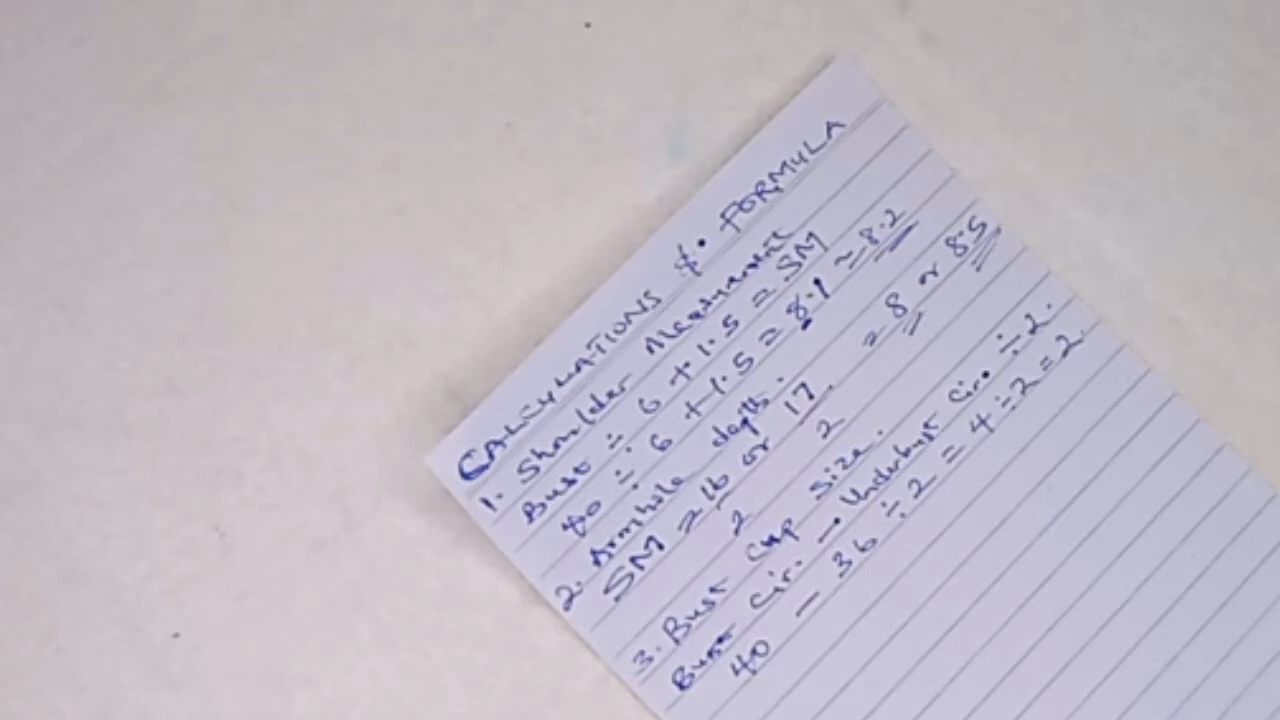 CALCULATIONS &. FORMULA
1. Shoulder Measurement
Bust ÷ 6 + 1.5 = SM
40 ÷ 6 + 1.5 = 8.1 ≈ 8.2
2. Armhole depth.
SM = 16 or 17 = 8 or 8.5
2 2
3. Bust Cup Size.
Bust Cir. - Underbust Cir. ÷ 2.
40 - 36 ÷ 2 = 4 ÷ 2 = 2